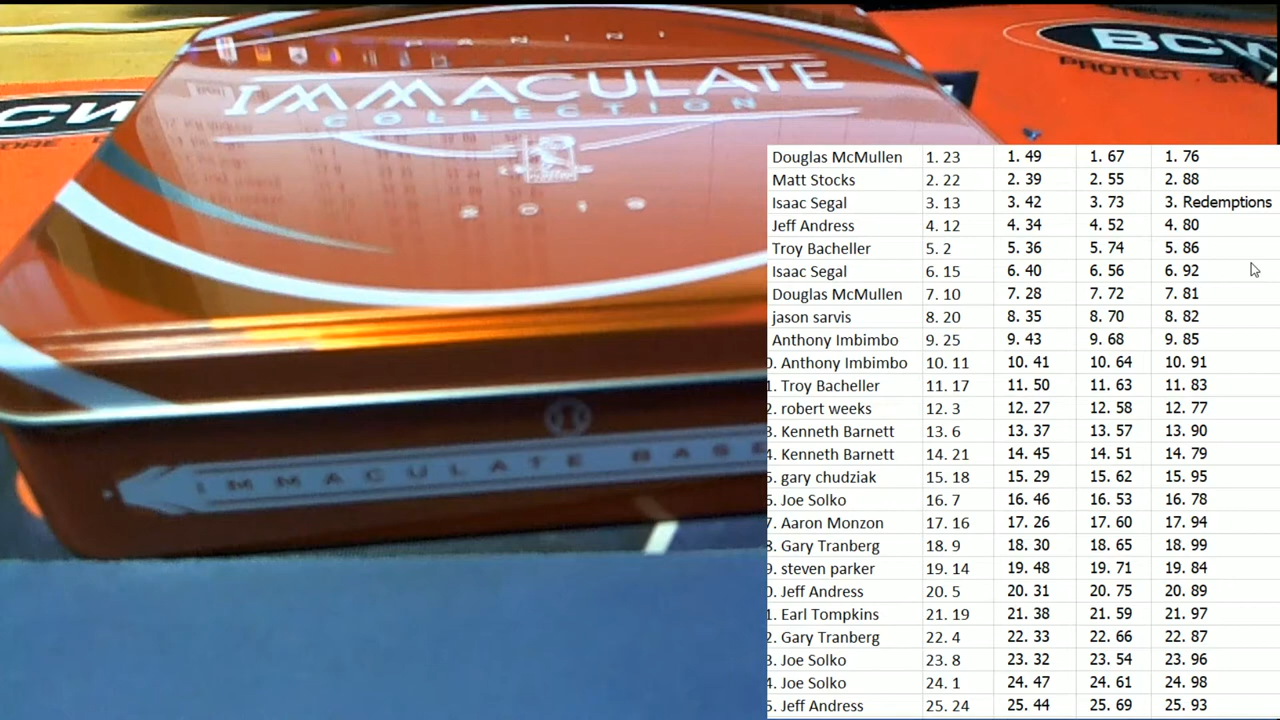 PANINI
IMMACULATE
COLLECTION
2019
IMMACULATE BASE
BCW
PROTECT · STO
CW
ORE
Douglas McMullen 1. 23 1. 49 1. 67 1. 76
Matt Stocks 2. 22 2. 39 2. 55 2. 88
Isaac Segal 3. 13 3. 42 3. 73 3. Redemptions
Jeff Andress 4. 12 4. 34 4. 52 4. 80
Troy Bacheller 5. 2 5. 36 5. 74 5. 86
Isaac Segal 6. 15 6. 40 6. 56 6. 92
Douglas McMullen 7. 10 7. 28 7. 72 7. 81
jason sarvis 8. 20 8. 35 8. 70 8. 82
Anthony Imbimbo 9. 25 9. 43 9. 68 9. 85
0. Anthony Imbimbo 10. 11 10. 41 10. 64 10. 91
1. Troy Bacheller 11. 17 11. 50 11. 63 11. 83
2. robert weeks 12. 3 12. 27 12. 58 12. 77
3. Kenneth Barnett 13. 6 13. 37 13. 57 13. 90
4. Kenneth Barnett 14. 21 14. 45 14. 51 14. 79
5. gary chudziak 15. 18 15. 29 15. 62 15. 95
6. Joe Solko 16. 7 16. 46 16. 53 16. 78
7. Aaron Monzon 17. 16 17. 26 17. 60 17. 94
8. Gary Tranberg 18. 9 18. 30 18. 65 18. 99
9. steven parker 19. 14 19. 48 19. 71 19. 84
0. Jeff Andress 20. 5 20. 31 20. 75 20. 89
1. Earl Tompkins 21. 19 21. 38 21. 59 21. 97
2. Gary Tranberg 22. 4 22. 33 22. 66 22. 87
3. Joe Solko 23. 8 23. 32 23. 54 23. 96
4. Joe Solko 24. 1 24. 47 24. 61 24. 98
5. Jeff Andress 25. 24 25. 44 25. 69 25. 93